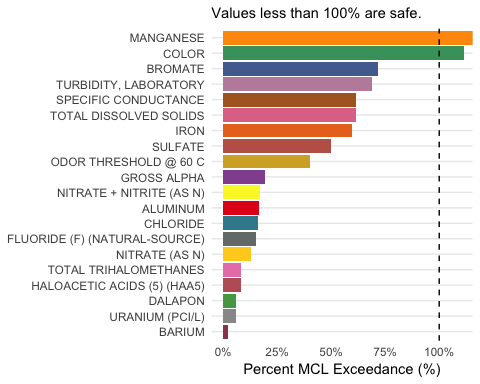 Values less than 100% are safe.
MANGANESE
COLOR
BROMATE
TURBIDITY, LABORATORY
SPECIFIC CONDUCTANCE
TOTAL DISSOLVED SOLIDS
IRON
SULFATE
ODOR THRESHOLD @ 60 C
GROSS ALPHA
NITRATE + NITRITE (AS N)
ALUMINUM
CHLORIDE
FLUORIDE (F) (NATURAL-SOURCE)
NITRATE (AS N)
TOTAL TRIHALOMETHANES
HALOACETIC ACIDS (5) (HAA5)
DALAPON
URANIUM (PCI/L)
BARIUM
0% 25% 50% 75% 100%
Percent MCL Exceedance (%)